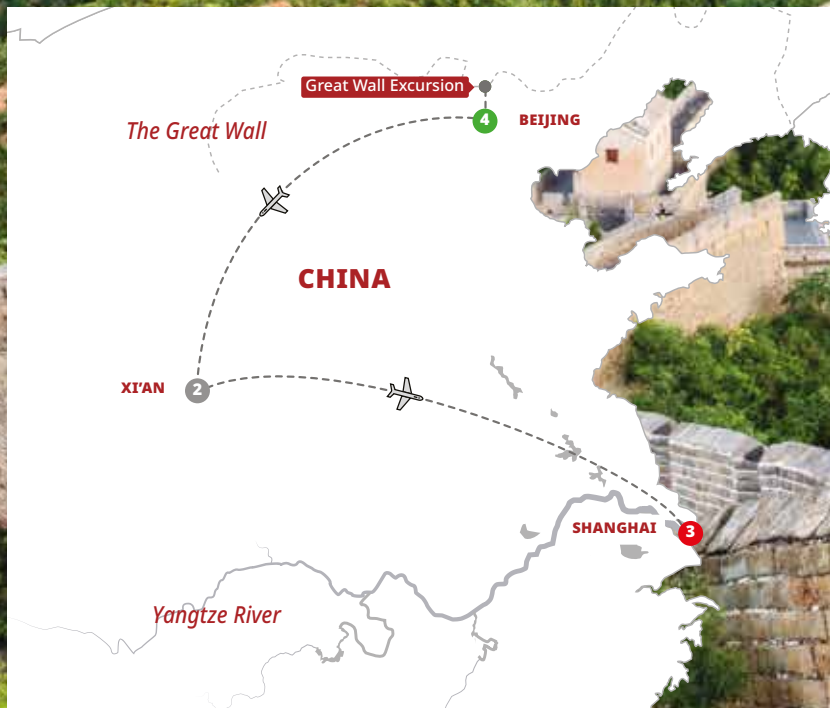 Great Wall Excursion
The Great Wall
4 BEIJING
CHINA
XI'AN 2
SHANGHAI 3
Yangtze River